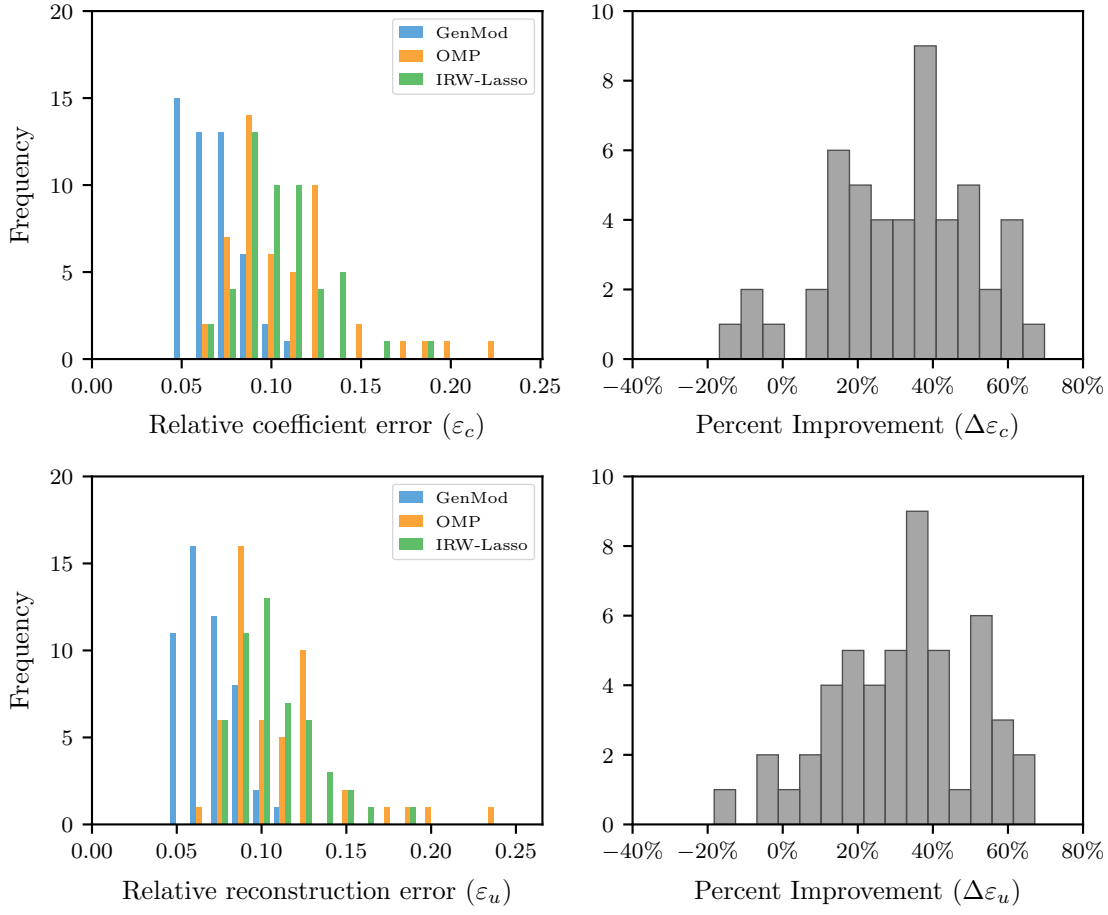 20
15
10
5
0
Frequency
GenMod
OMP
IRW-Lasso
0.00 0.05 0.10 0.15 0.20 0.25
Relative coefficient error (ε_c)
10
8
6
4
2
0
−40% −20% 0% 20% 40% 60% 80%
Percent Improvement (Δε_c)
20
15
10
5
0
Frequency
GenMod
OMP
IRW-Lasso
0.00 0.05 0.10 0.15 0.20 0.25
Relative reconstruction error (ε_u)
10
8
6
4
2
0
−40% −20% 0% 20% 40% 60% 80%
Percent Improvement (Δε_u)